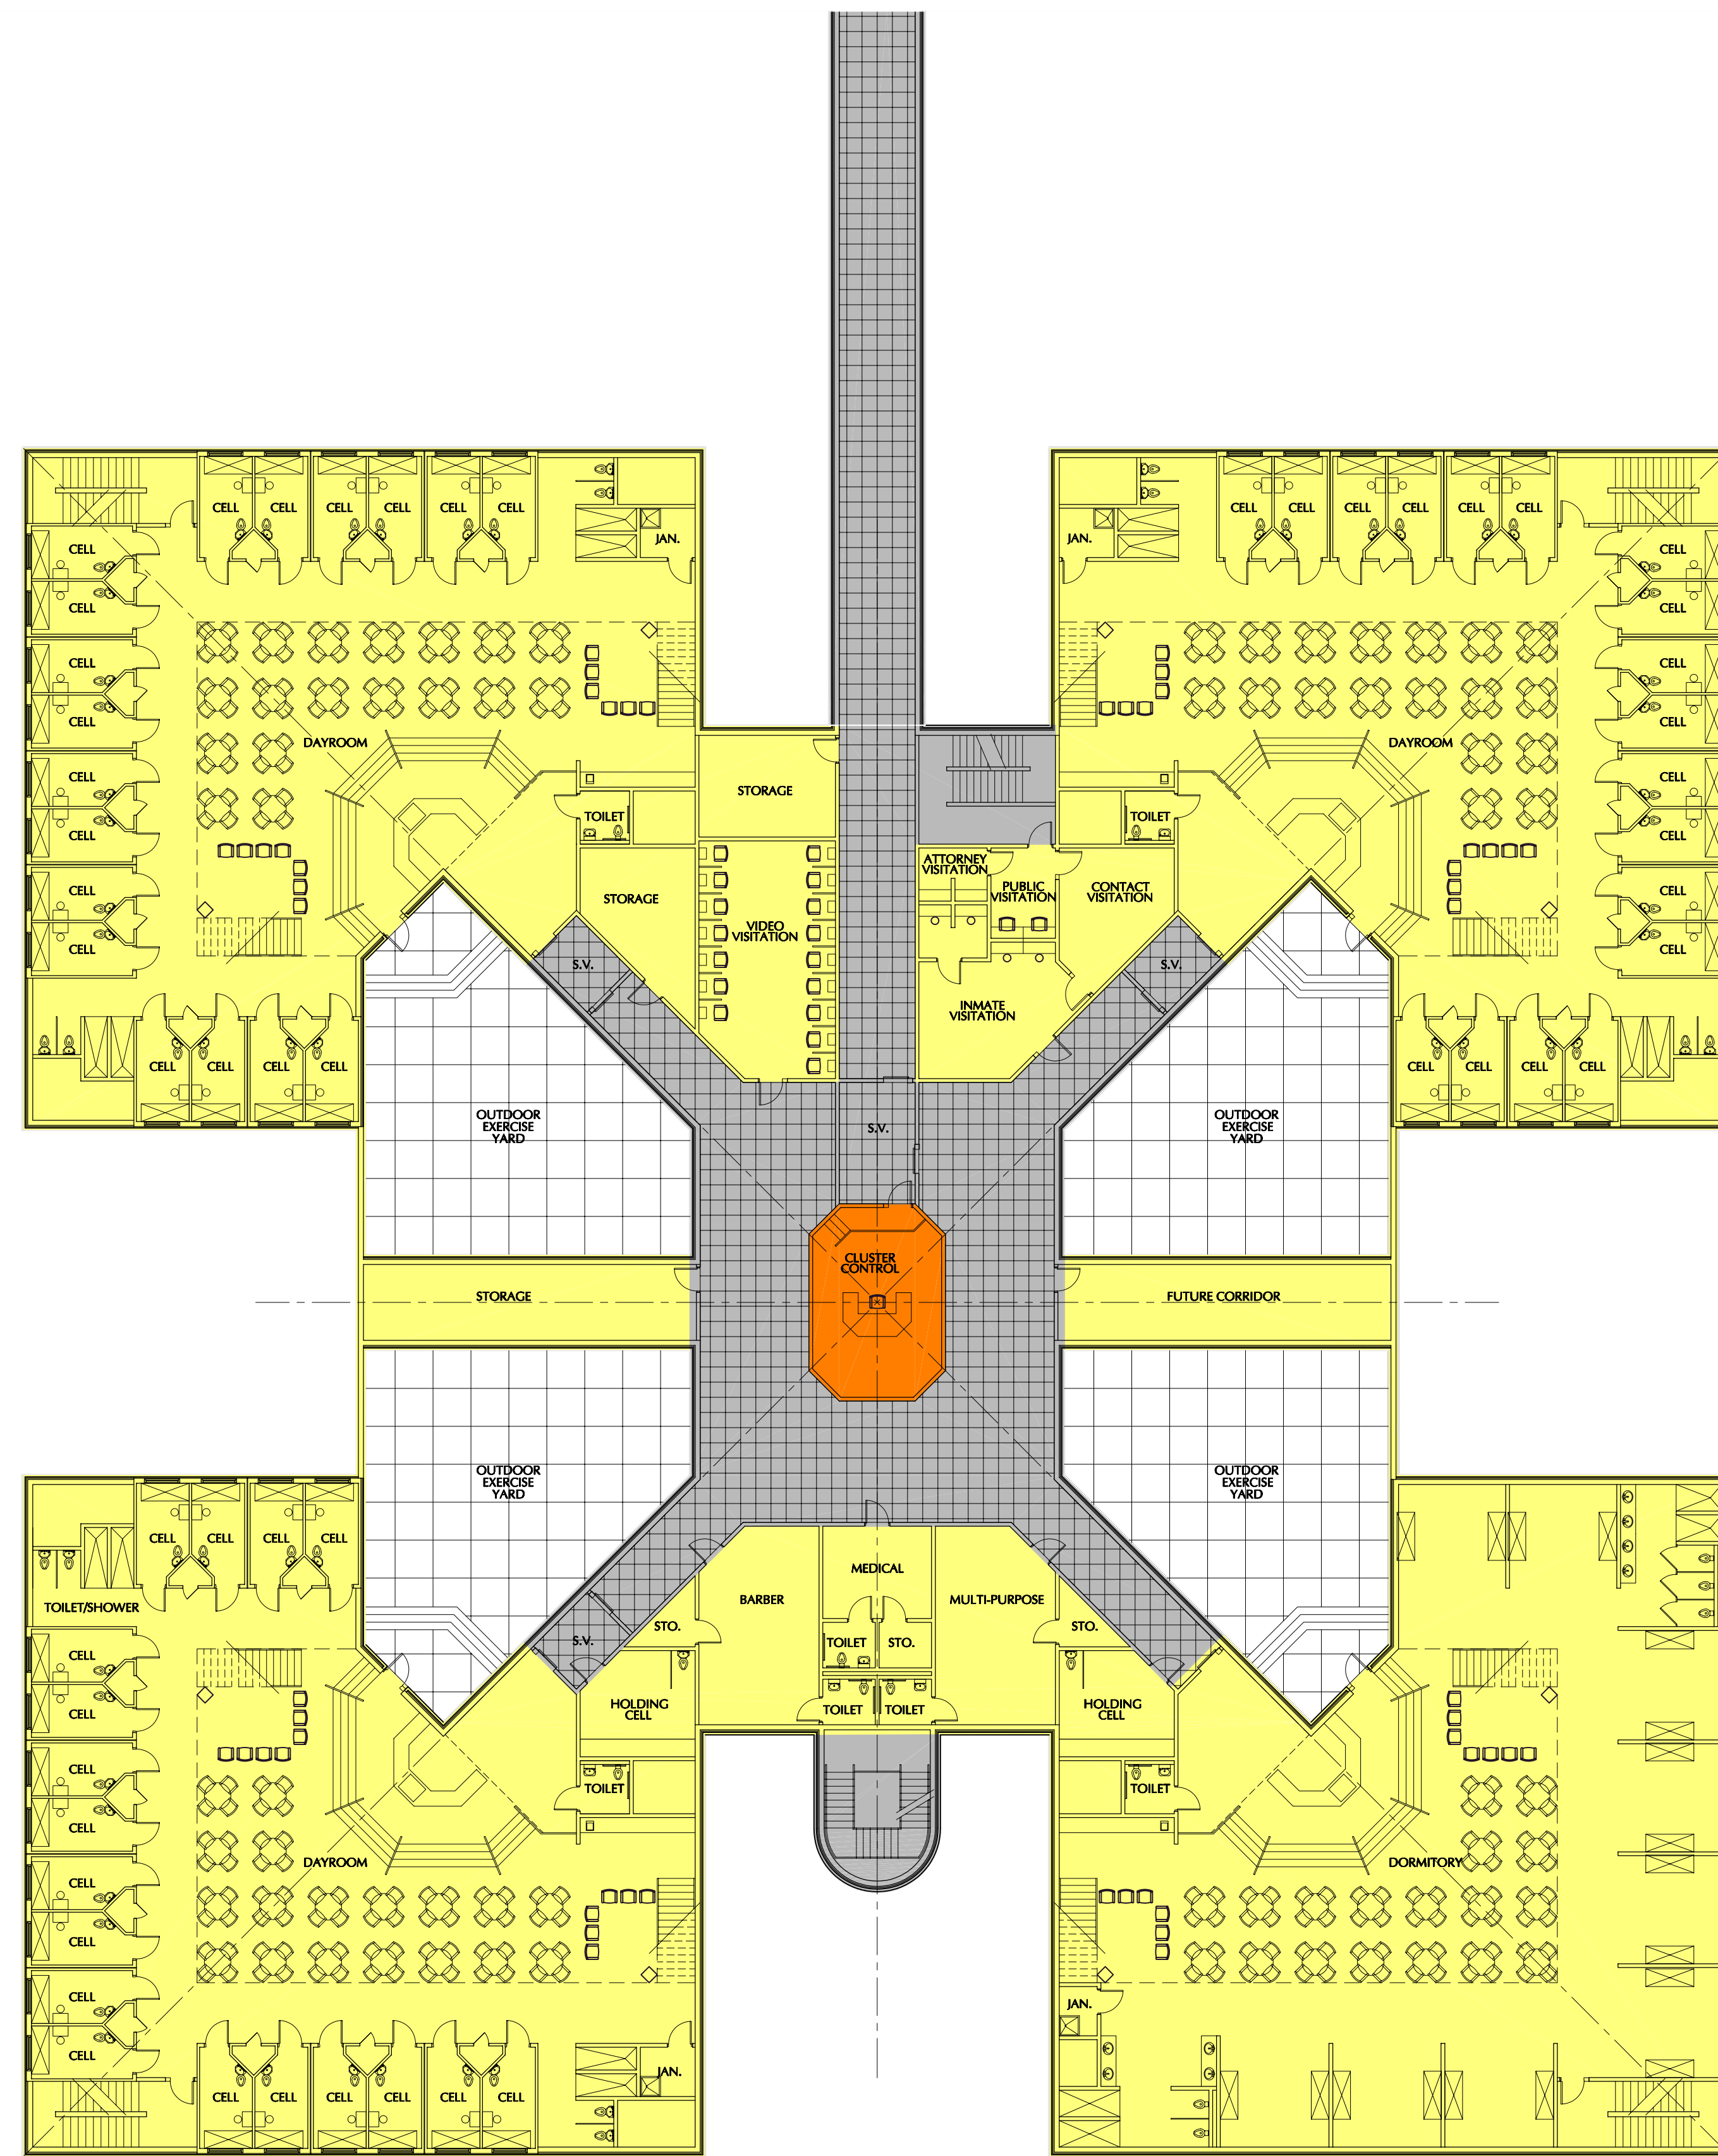 CELL CELL CELL CELL CELL CELL
JAN.
CELL
CELL
CELL
CELL
CELL
CELL
CELL
CELL
DAYROOM
TOILET
CELL CELL CELL CELL
CELL CELL CELL CELL CELL CELL
JAN.
CELL
CELL
CELL
CELL
CELL
CELL
CELL
CELL
DAYROOM
TOILET
CELL CELL CELL CELL
STORAGE
STORAGE
VIDEO
VISITATION
ATTORNEY
VISITATION
PUBLIC
VISITATION
CONTACT
VISITATION
INMATE
VISITATION
S.V.
S.V.
S.V.
OUTDOOR
EXERCISE
YARD
OUTDOOR
EXERCISE
YARD
CLUSTER
CONTROL
STORAGE
FUTURE CORRIDOR
OUTDOOR
EXERCISE
YARD
OUTDOOR
EXERCISE
YARD
CELL CELL CELL CELL
TOILET/SHOWER
S.V.
STO.
BARBER
MEDICAL
MULTI-PURPOSE
STO.
TOILET
STO.
HOLDING
CELL
TOILET
TOILET
HOLDING
CELL
CELL
CELL
CELL
CELL
CELL
CELL
CELL
CELL
TOILET
DAYROOM
TOILET
DORMITORY
JAN.
JAN.
CELL CELL CELL CELL CELL CELL